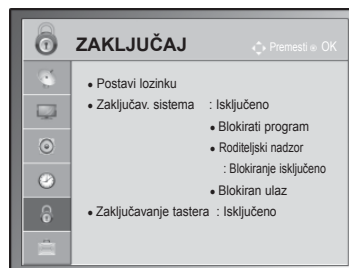 ZAKLJUČAJ
Premesti OK
• Postavi lozinku
• Zaključav. sistema : Isključeno
• Blokirati program
• Roditeljski nadzor
: Blokiranje isključeno
• Blokiran ulaz
• Zaključavanje tastera : Isključeno